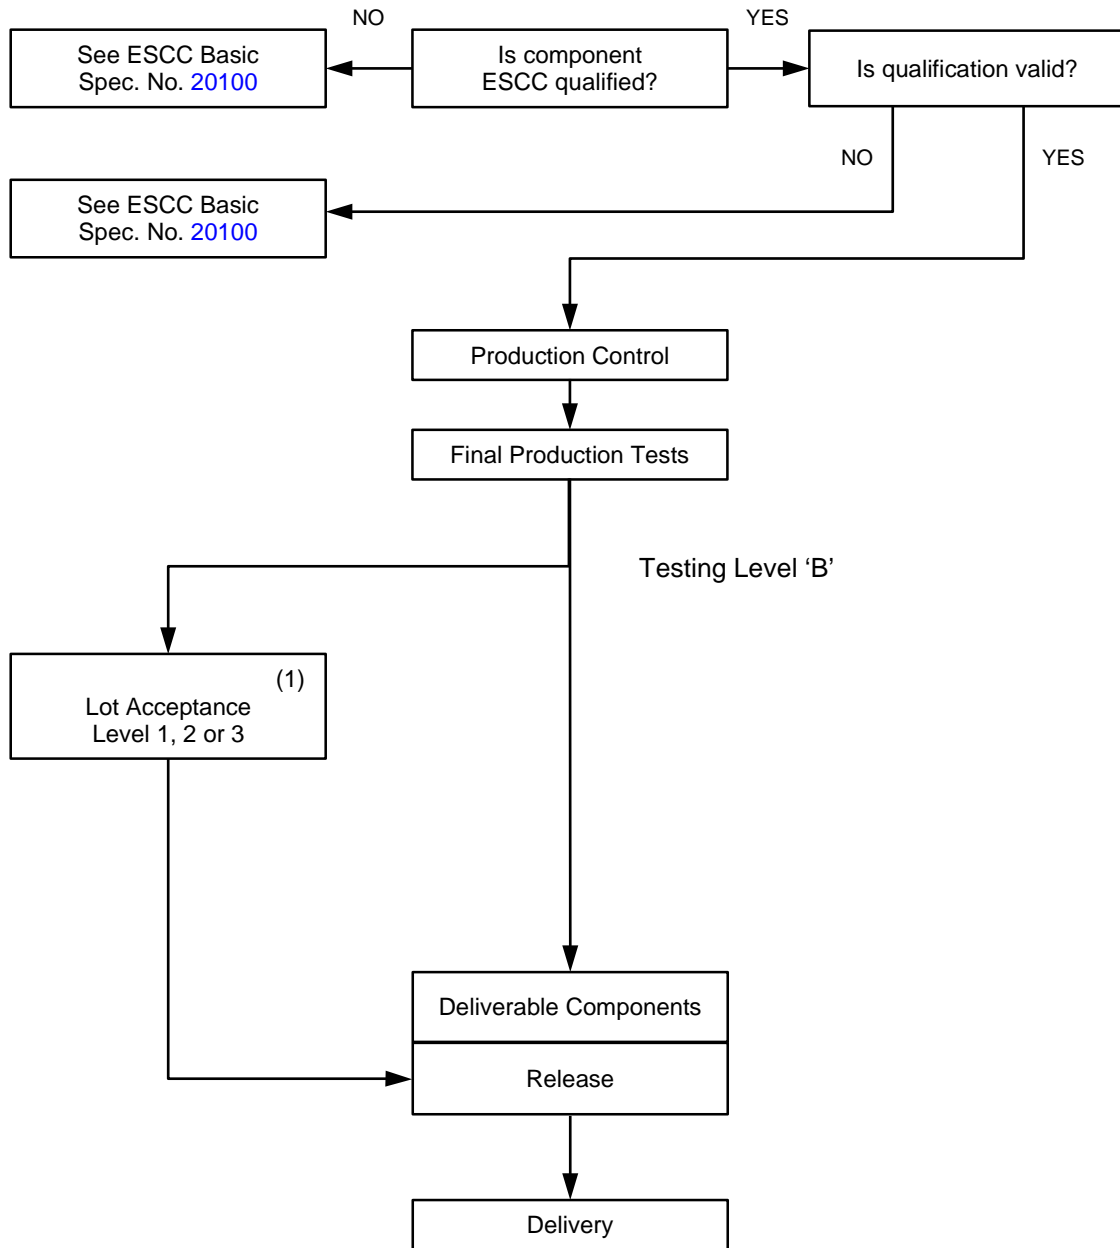 NO
YES
See ESCC Basic
Spec. No. 20100
Is component
ESCC qualified?
Is qualification valid?
NO
YES
See ESCC Basic
Spec. No. 20100
Production Control
Final Production Tests
Testing Level ‘B’
(1)
Lot Acceptance
Level 1, 2 or 3
Deliverable Components
Release
Delivery